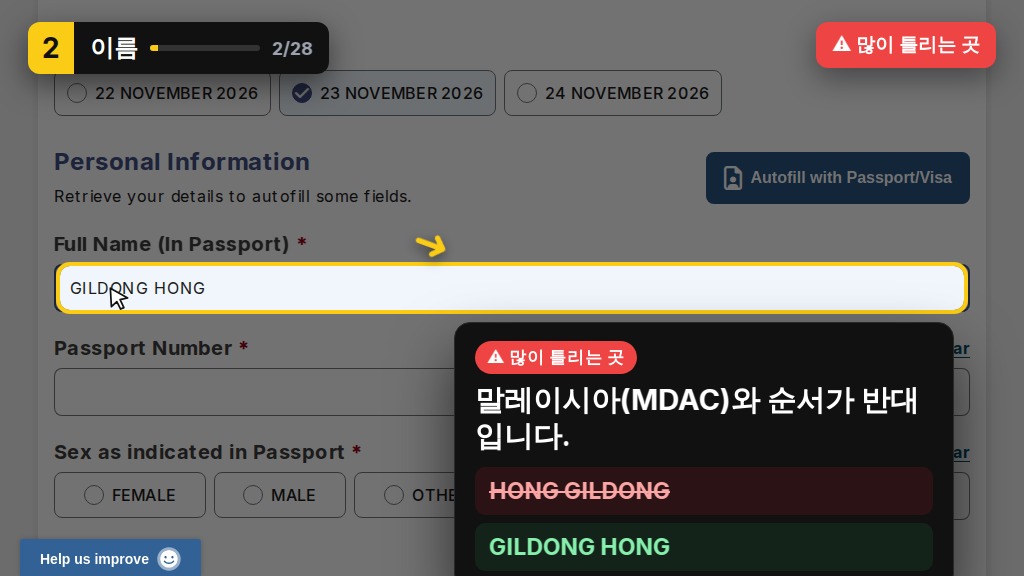 2 이름 2/28
⚠ 많이 틀리는 곳
22 NOVEMBER 2026 23 NOVEMBER 2026 24 NOVEMBER 2026
Personal Information
Autofill with Passport/Visa
Retrieve your details to autofill some fields.
Full Name (In Passport) *
GILDONG HONG
Passport Number *
ar
⚠ 많이 틀리는 곳
말레이시아(MDAC)와 순서가 반대
입니다.
Sex as indicated in Passport *
ar
FEMALE MALE OTHE
HONG GILDONG
GILDONG HONG
Help us improve